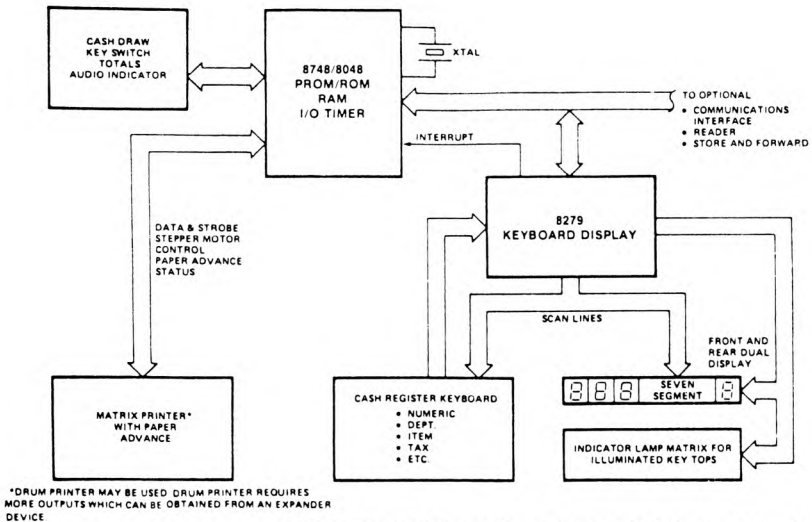 CASH DRAW
KEY SWITCH
TOTALS
AUDIO INDICATOR
8748/8048
PROM/ROM
RAM
I/O TIMER
XTAL
TO OPTIONAL
• COMMUNICATIONS
INTERFACE
• READER
• STORE AND FORWARD
INTERRUPT
8279
KEYBOARD DISPLAY
DATA & STROBE
STEPPER MOTOR
CONTROL
PAPER ADVANCE
STATUS
SCAN LINES
FRONT AND
REAR DUAL
DISPLAY
MATRIX PRINTER*
WITH PAPER
ADVANCE
CASH REGISTER KEYBOARD
• NUMERIC
• DEPT.
• ITEM
• TAX
• ETC.
8 8 8 SEVEN 8
SEGMENT
INDICATOR LAMP MATRIX FOR
ILLUMINATED KEY TOPS
*DRUM PRINTER MAY BE USED DRUM PRINTER REQUIRES
MORE OUTPUTS WHICH CAN BE OBTAINED FROM AN EXPANDER
DEVICE